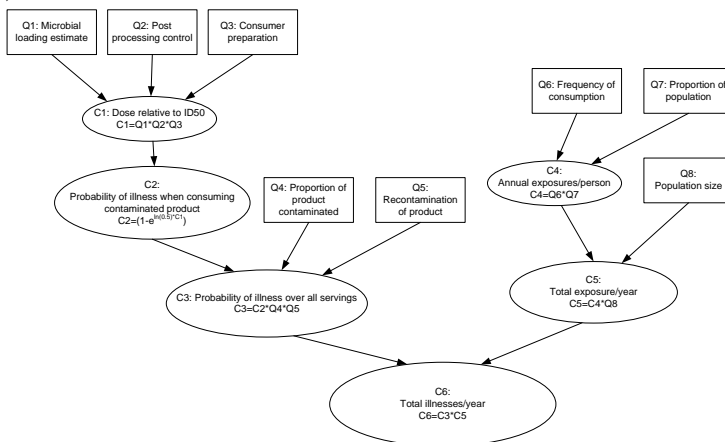 Q1: Microbial
loading estimate
Q2: Post
processing control
Q3: Consumer
preparation
Q6: Frequency of
consumption
Q7: Proportion of
population
C1: Dose relative to ID50
C1=Q1*Q2*Q3
C2:
Probability of illness when consuming
contaminated product
C2=(1-e^ln(0.5)*C1)
Q4: Proportion of
product
contaminated
Q5:
Recontamination
of product
C4:
Annual exposures/person
C4=Q6*Q7
Q8:
Population size
C3: Probability of illness over all servings
C3=C2*Q4*Q5
C5:
Total exposure/year
C5=C4*Q8
C6:
Total illnesses/year
C6=C3*C5